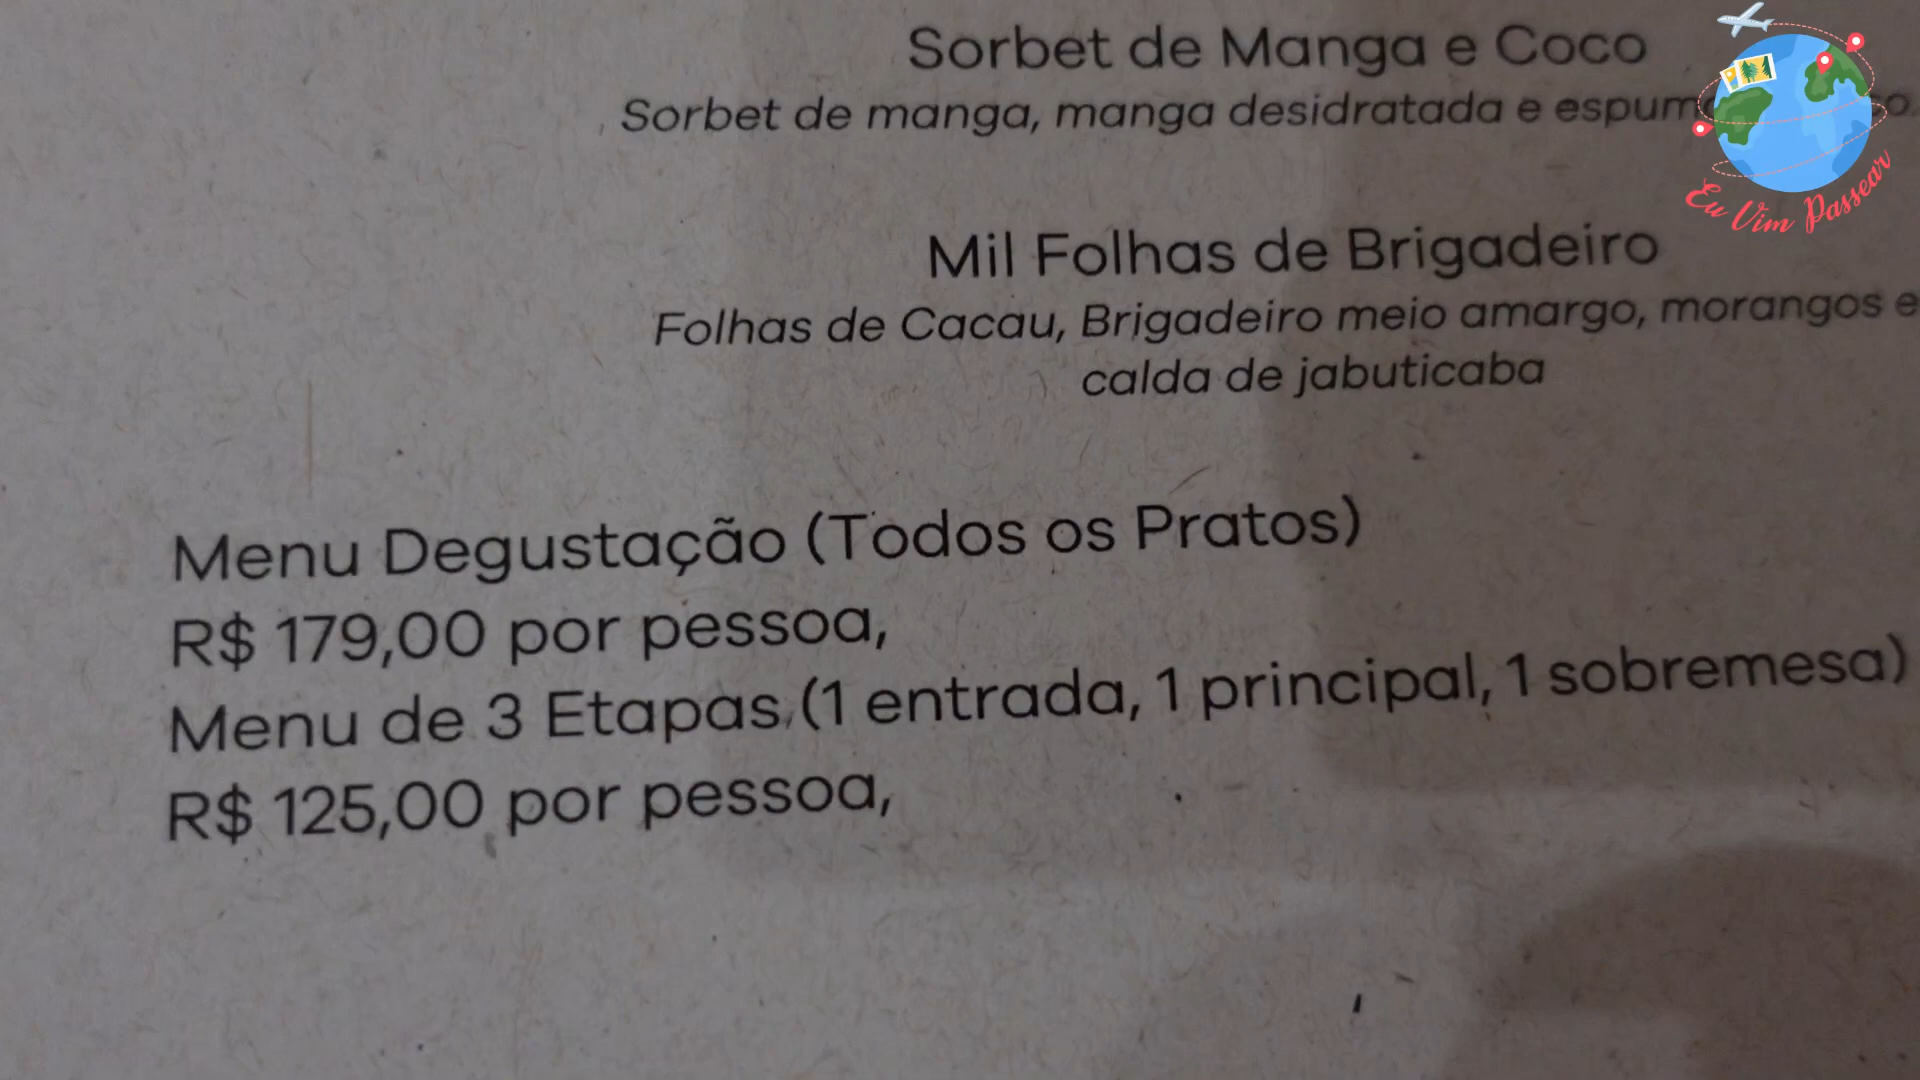 Sorbet de Manga e Coco
Sorbet de manga, manga desidratada e
Mil Folhas de Brigadeiro
Folhas de Cacau, Brigadeiro meio amargo, morangos e
calda de jabuticaba
Menu Degustação (Todos os Pratos)
R$ 179,00 por pessoa,
Menu de 3 Etapas (1 entrada, 1 principal, 1 sobremesa)
R$ 125,00 por pessoa,
Eu Vim Passear